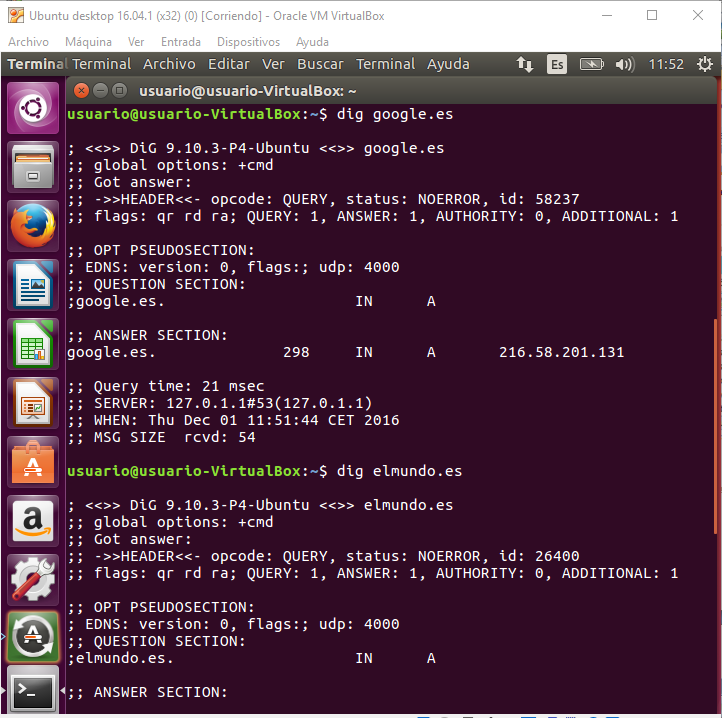 Ubuntu desktop 16.04.1 (x32) (0) [Corriendo] - Oracle VM VirtualBox
Archivo Máquina Ver Entrada Dispositivos Ayuda
Terminal Terminal Archivo Editar Ver Buscar Terminal Ayuda Es 11:52
usuario@usuario-VirtualBox: ~
usuario@usuario-VirtualBox:~$ dig google.es
; <<>> DiG 9.10.3-P4-Ubuntu <<>> google.es
;; global options: +cmd
;; Got answer:
;; ->>HEADER<<- opcode: QUERY, status: NOERROR, id: 58237
;; flags: qr rd ra; QUERY: 1, ANSWER: 1, AUTHORITY: 0, ADDITIONAL: 1
;; OPT PSEUDOSECTION:
; EDNS: version: 0, flags:; udp: 4000
;; QUESTION SECTION:
;google.es. IN A
;; ANSWER SECTION:
google.es. 298 IN A 216.58.201.131
;; Query time: 21 msec
;; SERVER: 127.0.1.1#53(127.0.1.1)
;; WHEN: Thu Dec 01 11:51:44 CET 2016
;; MSG SIZE rcvd: 54
usuario@usuario-VirtualBox:~$ dig elmundo.es
; <<>> DiG 9.10.3-P4-Ubuntu <<>> elmundo.es
;; global options: +cmd
;; Got answer:
;; ->>HEADER<<- opcode: QUERY, status: NOERROR, id: 26400
;; flags: qr rd ra; QUERY: 1, ANSWER: 1, AUTHORITY: 0, ADDITIONAL: 1
;; OPT PSEUDOSECTION:
; EDNS: version: 0, flags:; udp: 4000
;; QUESTION SECTION:
;elmundo.es. IN A
;; ANSWER SECTION: